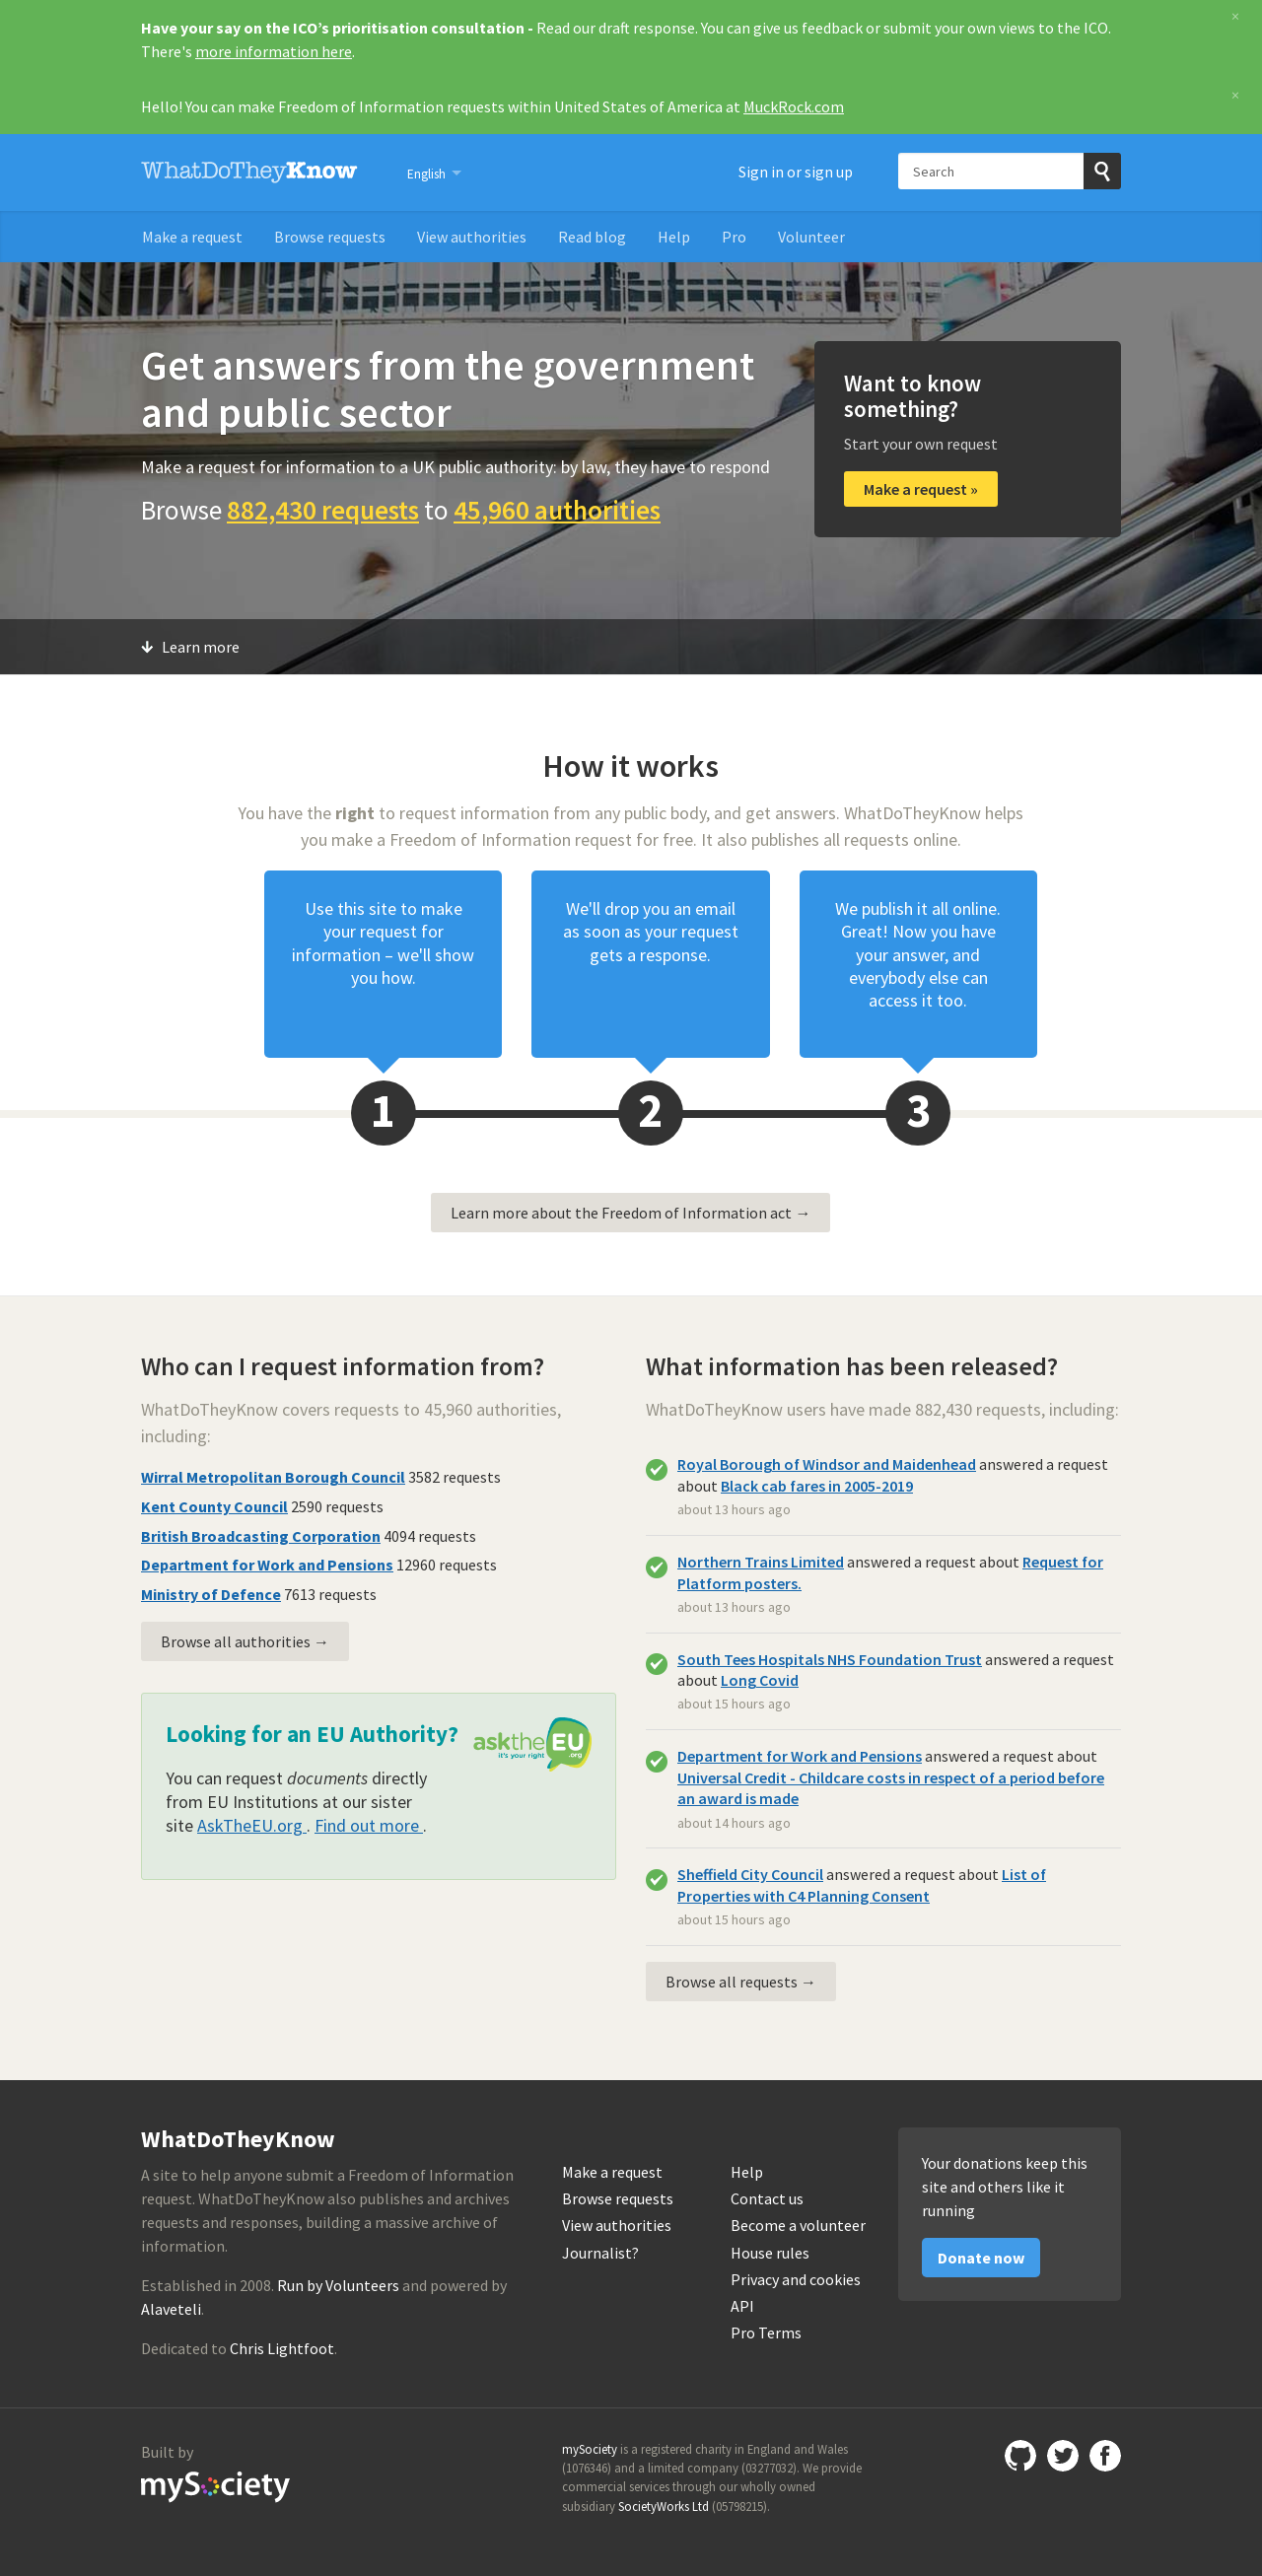 Have your say on the ICO’s prioritisation consultation - Read our draft response. You can give us feedback or submit your own views to the ICO.
There's more information here.
×
Hello! You can make Freedom of Information requests within United States of America at MuckRock.com
×
WhatDoTheyKnow
English
Sign in or sign up
Search
Make a request
Browse requests
View authorities
Read blog
Help
Pro
Volunteer
Get answers from the government
and public sector
Make a request for information to a UK public authority: by law, they have to respond
Browse 882,430 requests to 45,960 authorities
Want to know
something?
Start your own request
Make a request »
Learn more
How it works
You have the right to request information from any public body, and get answers. WhatDoTheyKnow helps
you make a Freedom of Information request for free. It also publishes all requests online.
Use this site to make
your request for
information – we'll show
you how.
We'll drop you an email
as soon as your request
gets a response.
We publish it all online.
Great! Now you have
your answer, and
everybody else can
access it too.
1
2
3
Learn more about the Freedom of Information act →
Who can I request information from?
WhatDoTheyKnow covers requests to 45,960 authorities,
including:
Wirral Metropolitan Borough Council 3582 requests
Kent County Council 2590 requests
British Broadcasting Corporation 4094 requests
Department for Work and Pensions 12960 requests
Ministry of Defence 7613 requests
Browse all authorities →
Looking for an EU Authority?
asktheEU.org
it's your right
You can request documents directly
from EU Institutions at our sister
site AskTheEU.org . Find out more .
What information has been released?
WhatDoTheyKnow users have made 882,430 requests, including:
Royal Borough of Windsor and Maidenhead answered a request
about Black cab fares in 2005-2019
about 13 hours ago
Northern Trains Limited answered a request about Request for
Platform posters.
about 13 hours ago
South Tees Hospitals NHS Foundation Trust answered a request
about Long Covid
about 15 hours ago
Department for Work and Pensions answered a request about
Universal Credit - Childcare costs in respect of a period before
an award is made
about 14 hours ago
Sheffield City Council answered a request about List of
Properties with C4 Planning Consent
about 15 hours ago
Browse all requests →
WhatDoTheyKnow
A site to help anyone submit a Freedom of Information
request. WhatDoTheyKnow also publishes and archives
requests and responses, building a massive archive of
information.
Established in 2008. Run by Volunteers and powered by
Alaveteli.
Dedicated to Chris Lightfoot.
Make a request
Browse requests
View authorities
Journalist?
Help
Contact us
Become a volunteer
House rules
Privacy and cookies
API
Pro Terms
Your donations keep this
site and others like it
running
Donate now
Built by
mySociety
mySociety is a registered charity in England and Wales
(1076346) and a limited company (03277032). We provide
commercial services through our wholly owned
subsidiary SocietyWorks Ltd (05798215).